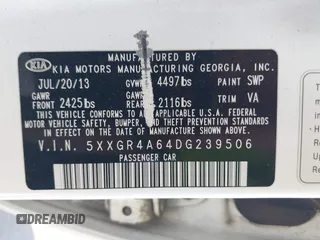 MANUFACTURED BY
KIA KIA MOTORS MANUFACTURING GEORGIA, INC.
JUL/20/13 GVWR 4497lbs PAINT SWP
GAWR GAWR
FRONT 2425lbs 2116lbs TRIM VA
THIS VEHICLE CONFORMS TO ALL APPLICABLE
FEDERAL MOTOR VEHICLE SAFETY, BUMPER,
AND THEFT PREVENTION STANDARDS IN EFFECT
ON THE DATE OF MANUFACTURE SHOWN ABOVE.
V.I.N. 5XXGR4A64DG239506
PASSENGER CAR
© DAMAGEDBID